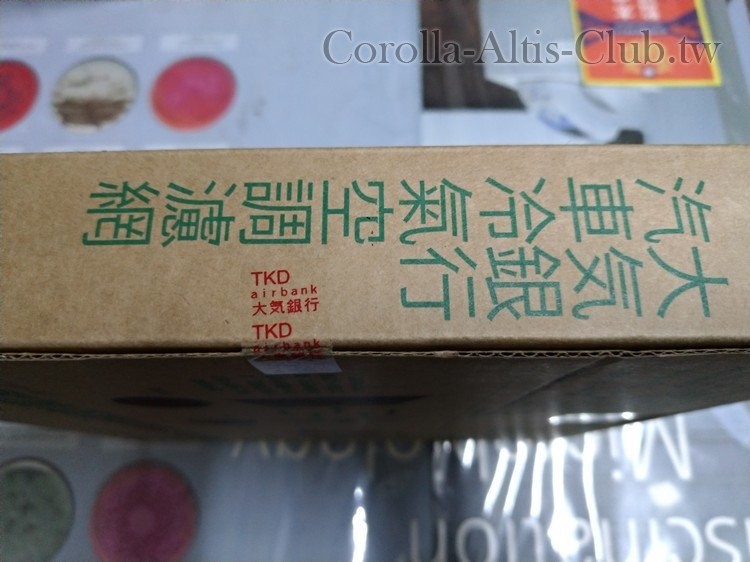 Corolla-Altis-Club.tw
大気銀行
汽車冷氣空調濾網
TKD
airbank
大気銀行
TKD
airbank